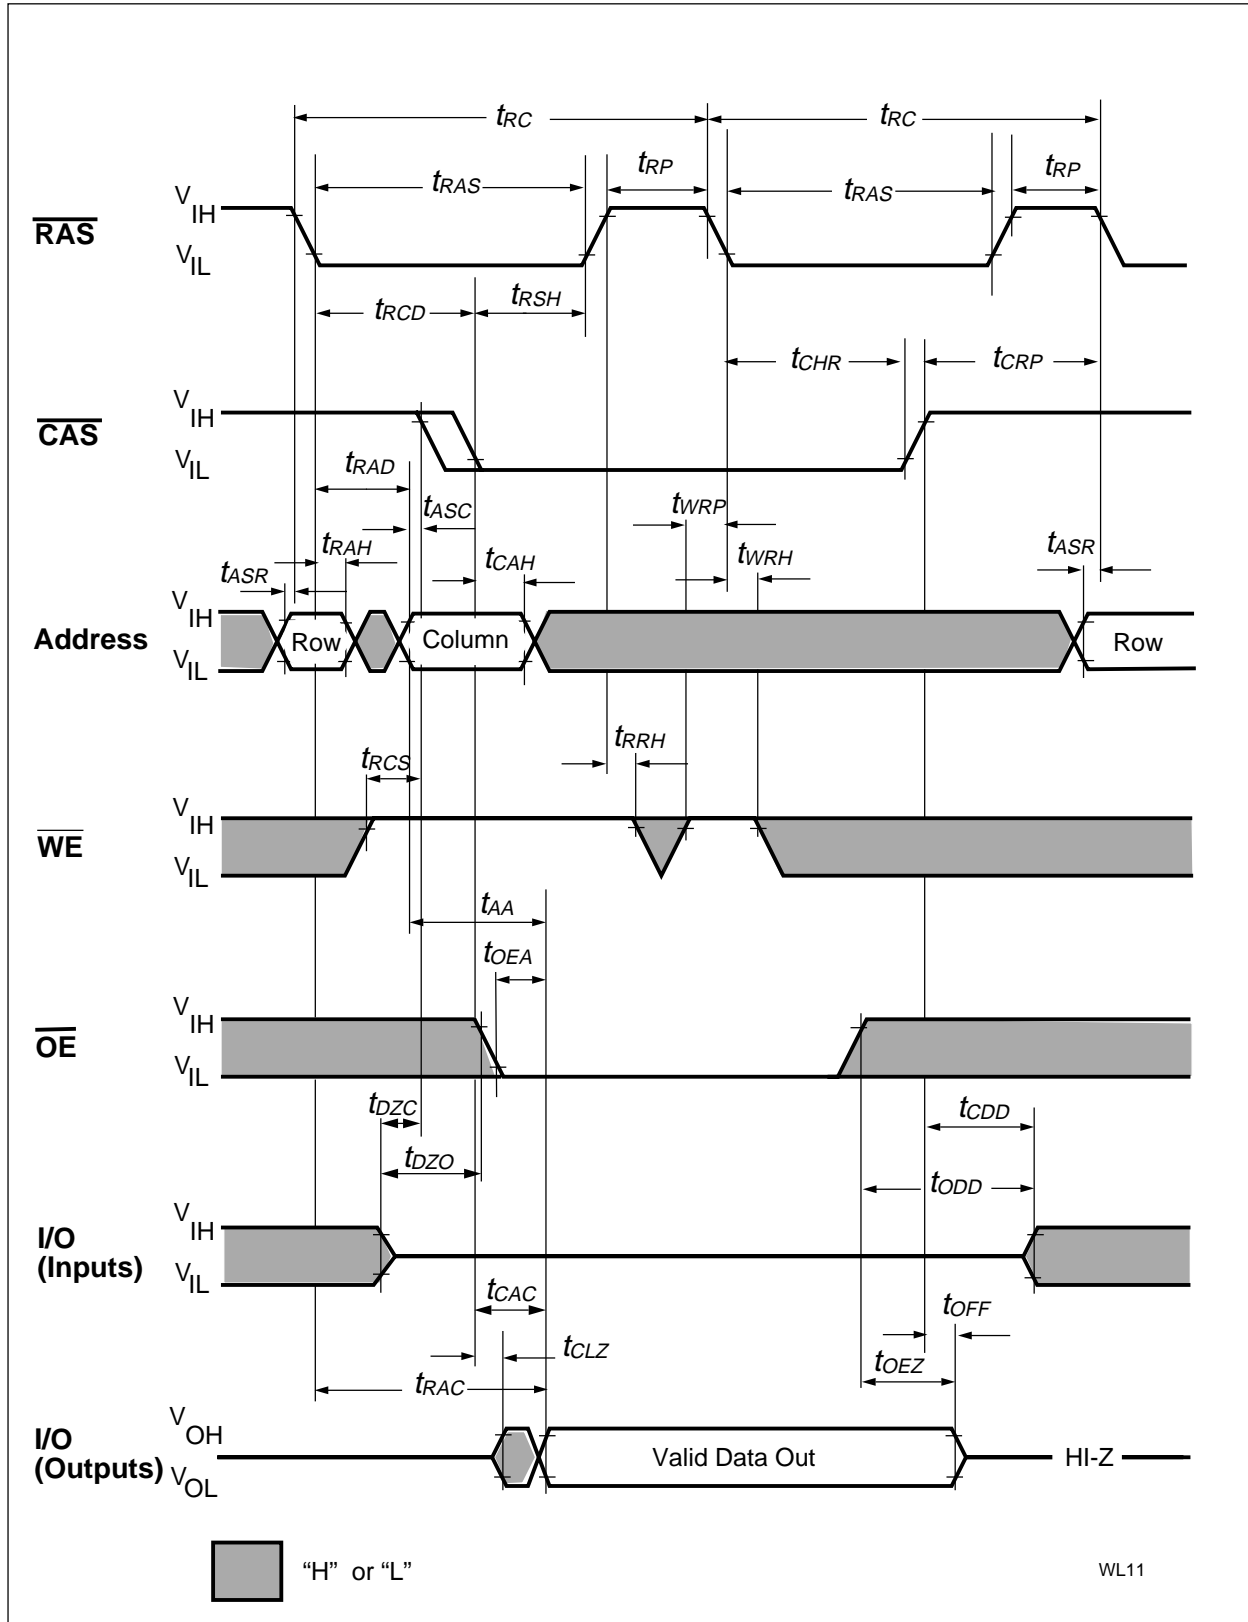 tRC tRC
tRAS tRP tRAS tRP
VIH
RAS
VIL
tRCD tRSH
tCHR tCRP
VIH
CAS
VIL
tRAD
tASC tWRP
tRAH tCAH tWRH tASR
tASR
VIH
Address Row Column Row
VIL
tRRH
tRCS
VIH
WE
VIL
tAA
tOEA
VIH
OE
VIL
tDZC tCDD
tDZO tODD
VIH
I/O
(Inputs)
VIL
tCAC tOFF
tCLZ tOEZ
tRAC
VOH
I/O
(Outputs) Valid Data Out HI-Z
VOL
“H” or “L”
WL11